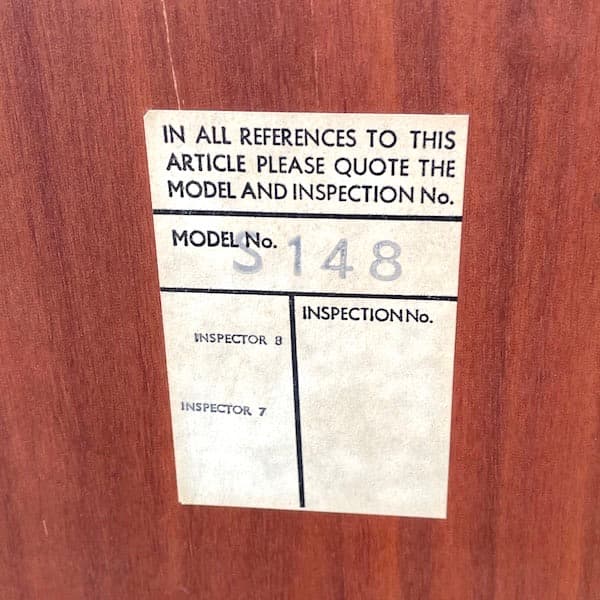 IN ALL REFERENCES TO THIS
ARTICLE PLEASE QUOTE THE
MODEL AND INSPECTION No.
MODEL No. S 148
INSPECTION No.
INSPECTOR 8
INSPECTOR 7